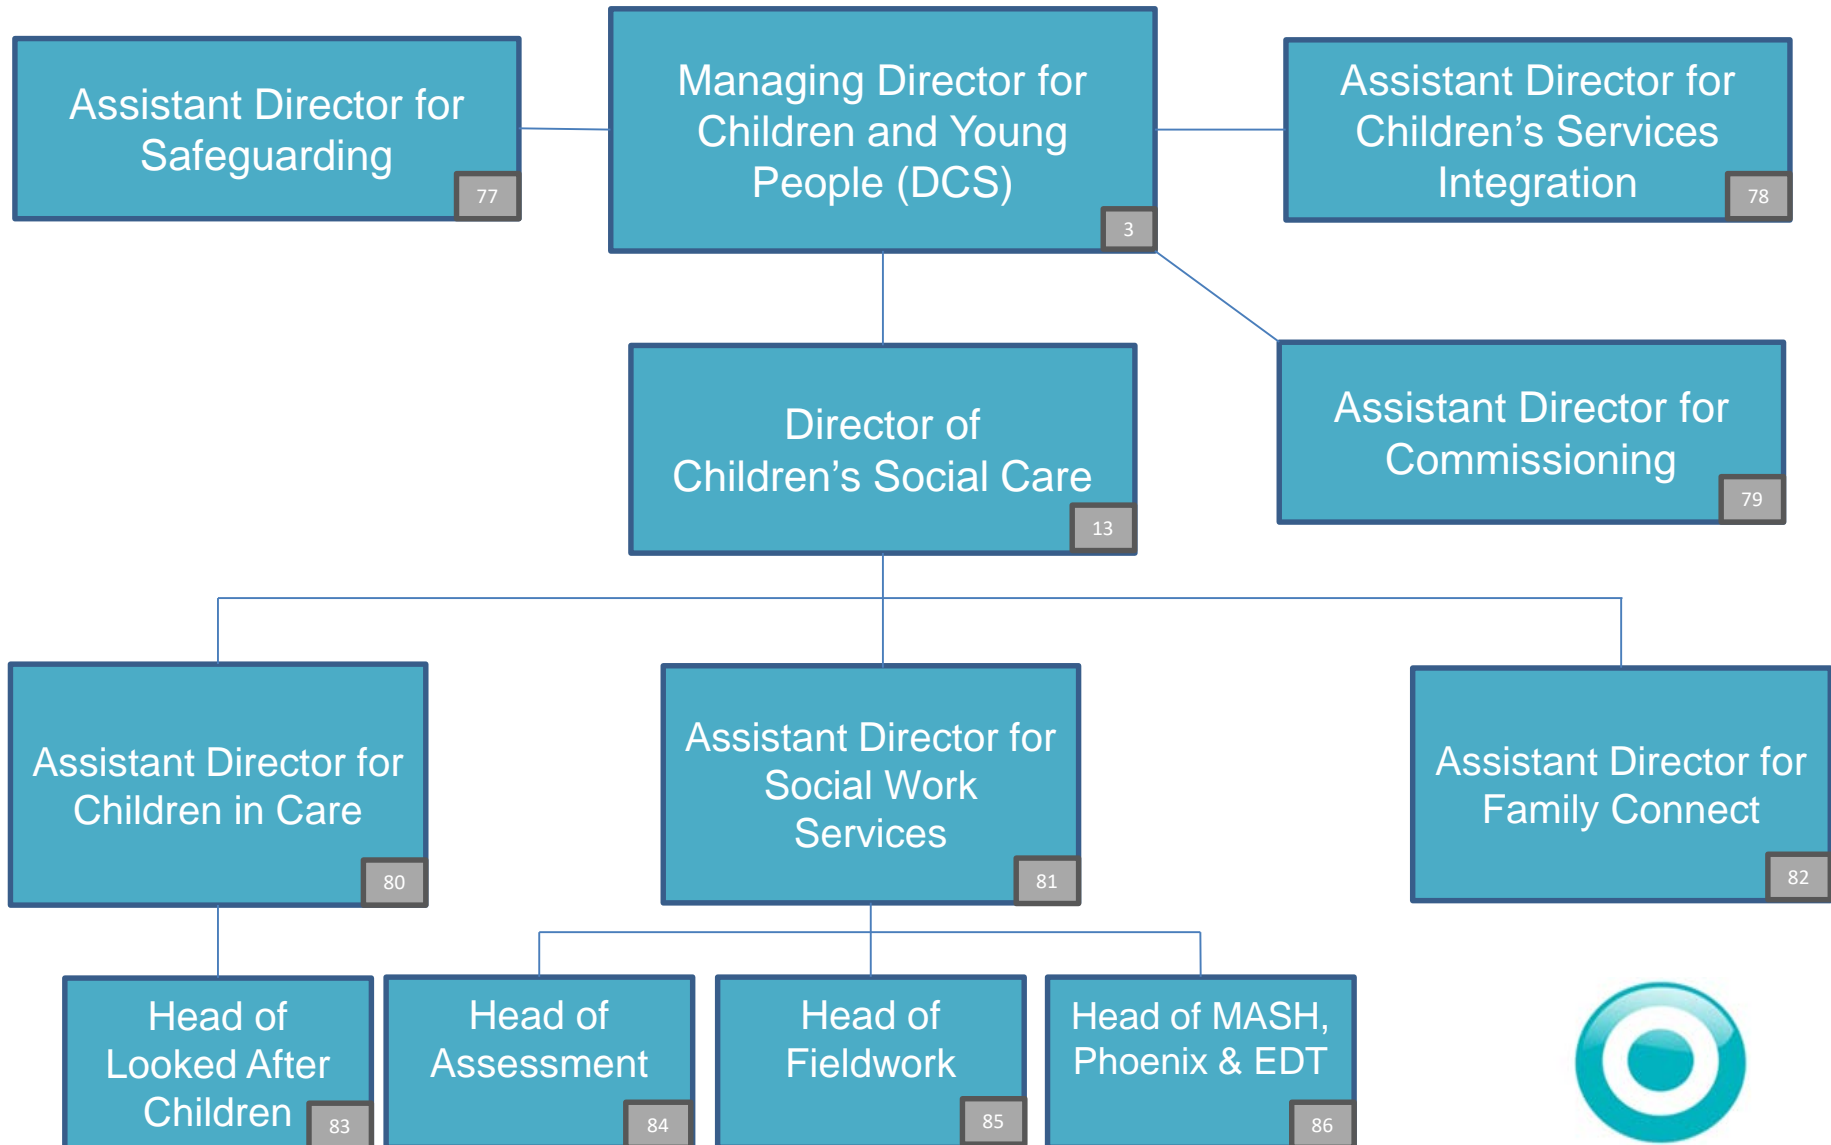 Assistant Director for
Safeguarding
77
Managing Director for
Children and Young
People (DCS)
3
Assistant Director for
Children’s Services
Integration
78
Director of
Children’s Social Care
13
Assistant Director for
Commissioning
79
Assistant Director for
Children in Care
80
Assistant Director for
Social Work
Services
81
Assistant Director for
Family Connect
82
Head of
Looked After
Children
83
Head of
Assessment
84
Head of
Fieldwork
85
Head of MASH,
Phoenix & EDT
86